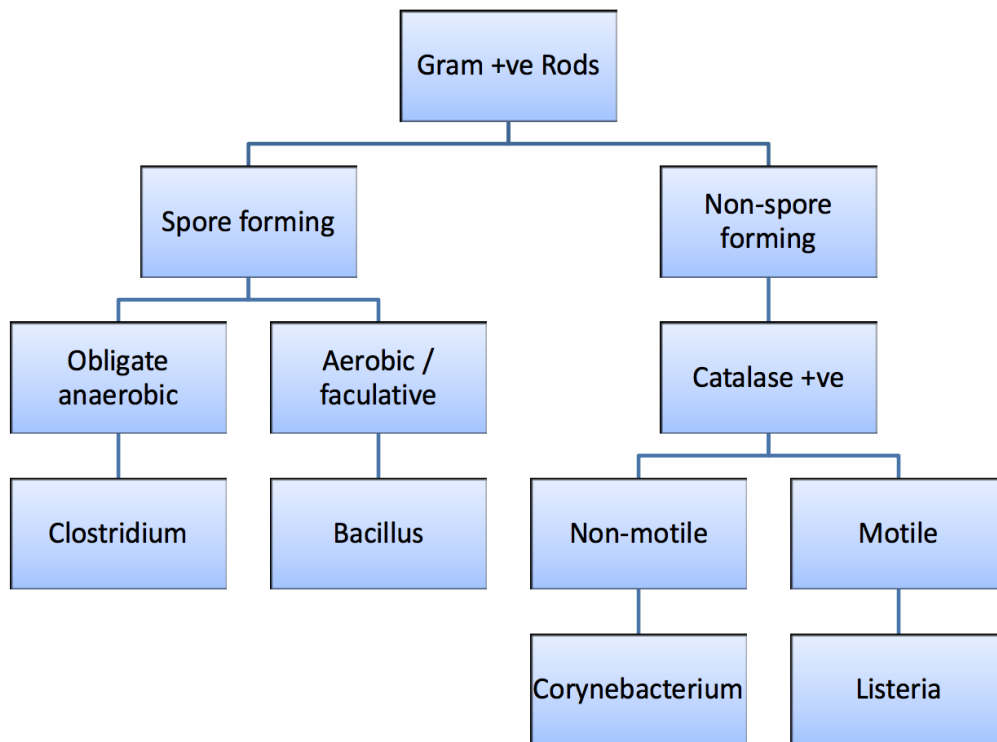 Gram +ve Rods
Spore forming
Non-spore
forming
Obligate
anaerobic
Aerobic /
faculative
Catalase +ve
Clostridium
Bacillus
Non-motile
Motile
Corynebacterium
Listeria